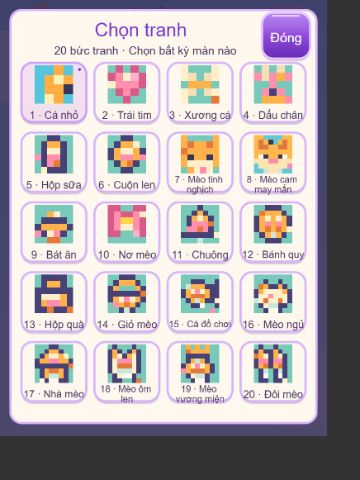 Chọn tranh
Đóng
20 bức tranh · Chọn bất kỳ màn nào
1 · Cá nhỏ
2 · Trái tim
3 · Xương cá
4 · Dấu chân
5 · Hộp sữa
6 · Cuộn len
7 · Mèo tinh
nghịch
8 · Mèo cam
may mắn
9 · Bát ăn
10 · Nơ mèo
11 · Chuông
12 · Bánh quy
13 · Hộp quà
14 · Giỏ mèo
15 · Cá đồ chơi
16 · Mèo ngủ
17 · Nhà mèo
18 · Mèo ôm
len
19 · Mèo
vương miện
20 · Đôi mèo